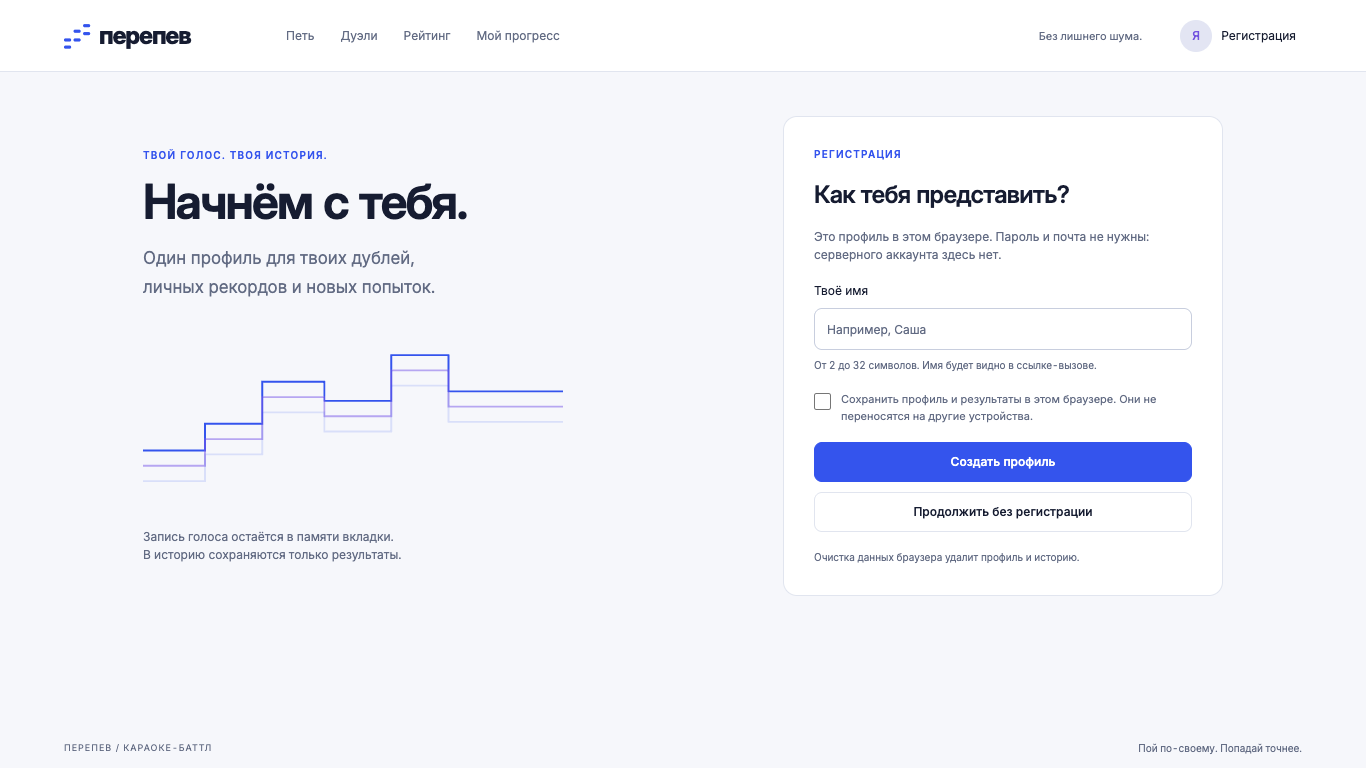 перепев
Петь
Дуэли
Рейтинг
Мой прогресс
Без лишнего шума.
Я
Регистрация
ТВОЙ ГОЛОС. ТВОЯ ИСТОРИЯ.
Начнём с тебя.
Один профиль для твоих дублей,
личных рекордов и новых попыток.
Запись голоса остаётся в памяти вкладки.
В историю сохраняются только результаты.
РЕГИСТРАЦИЯ
Как тебя представить?
Это профиль в этом браузере. Пароль и почта не нужны:
серверного аккаунта здесь нет.
Твоё имя
Например, Саша
От 2 до 32 символов. Имя будет видно в ссылке-вызове.
Сохранить профиль и результаты в этом браузере. Они не
переносятся на другие устройства.
Создать профиль
Продолжить без регистрации
Очистка данных браузера удалит профиль и историю.
ПЕРЕПЕВ / КАРАОКЕ-БАТТЛ
Пой по-своему. Попадай точнее.